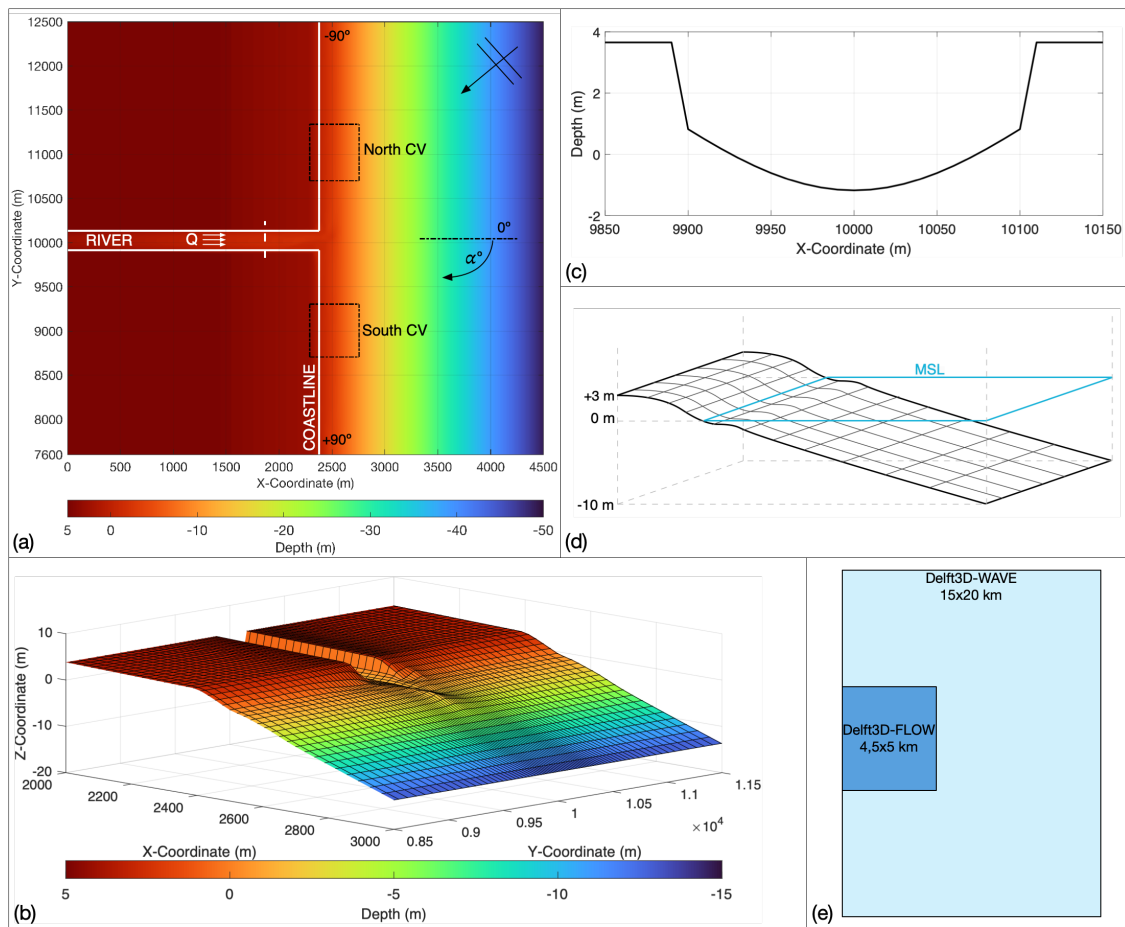 12500
12000
11500
11000
10500
10000
9500
9000
8500
8000
7600
Y-Coordinate (m)
-90º
North CV
RIVER
Q
0º
α°
South CV
COASTLINE
+90º
0 500 1000 1500 2000 2500 3000 3500 4000 4500
X-Coordinate (m)
5 0 -10 -20 -30 -40 -50
Depth (m)
(a)
4
2
0
-2
Depth (m)
9850 9900 9950 10000 10050 10100 10150
X-Coordinate (m)
(c)
MSL
+3 m
0 m
-10 m
(d)
10
0
-10
-20
Z-Coordinate (m)
2000
2200
2400
2600
2800
3000
0.85
0.9
0.95
1
1.05
1.1
1.15
×10⁴
X-Coordinate (m)
Y-Coordinate (m)
5 0 -5 -10 -15
Depth (m)
(b)
Delft3D-WAVE
15x20 km
Delft3D-FLOW
4,5x5 km
(e)